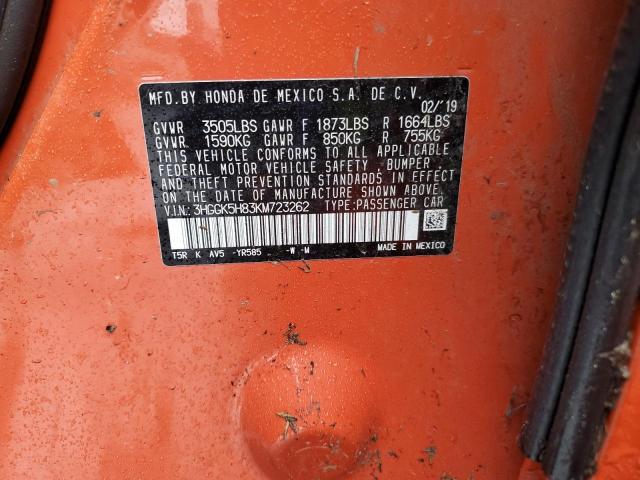 MFD.BY HONDA DE MEXICO S.A. DE C.V.
02/'19
GVWR 3505LBS GAWR F 1873LBS R 1664LBS
GVWR 1590KG GAWR F 850KG R 755KG
THIS VEHICLE CONFORMS TO ALL APPLICABLE
FEDERAL MOTOR VEHICLE SAFETY - BUMPER
AND THEFT PREVENTION STANDARDS IN EFFECT
ON THE DATE OF MANUFACTURE SHOWN ABOVE.
V.I.N.: 3HGGK5H83KM723262 TYPE:PASSENGER CAR
T5R K AV5 -YR585 -W -M MADE IN MEXICO